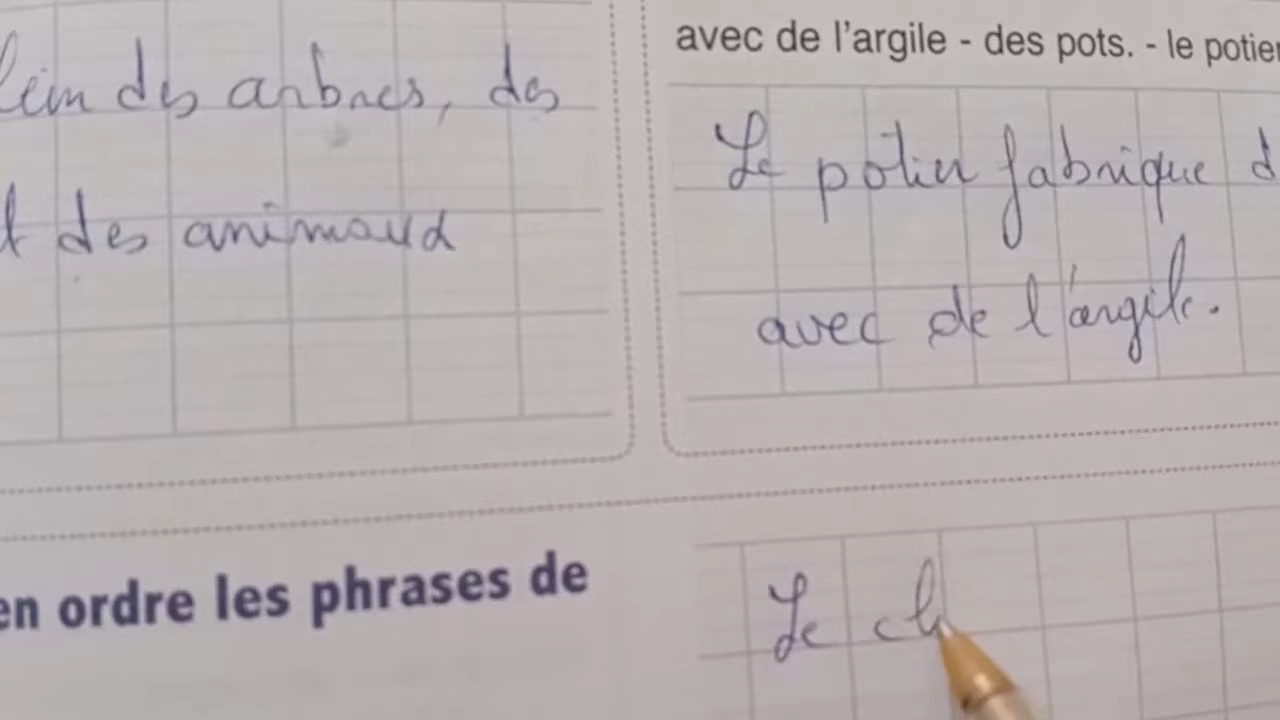 avec de l'argile - des pots. - le potier
des arbres, des
des animaux
Le potier fabrique d
avec de l'argile.
en ordre les phrases de
Le ch